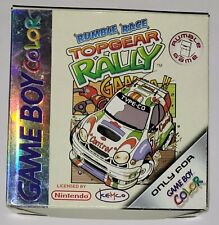 RUMBLE RACE
TOPGEAR
RALLY
RUMBLE
GAME
GAME BOY COLOR
LICENSED BY
Nintendo
KEMCO
ONLY FOR
GAME BOY
COLOR